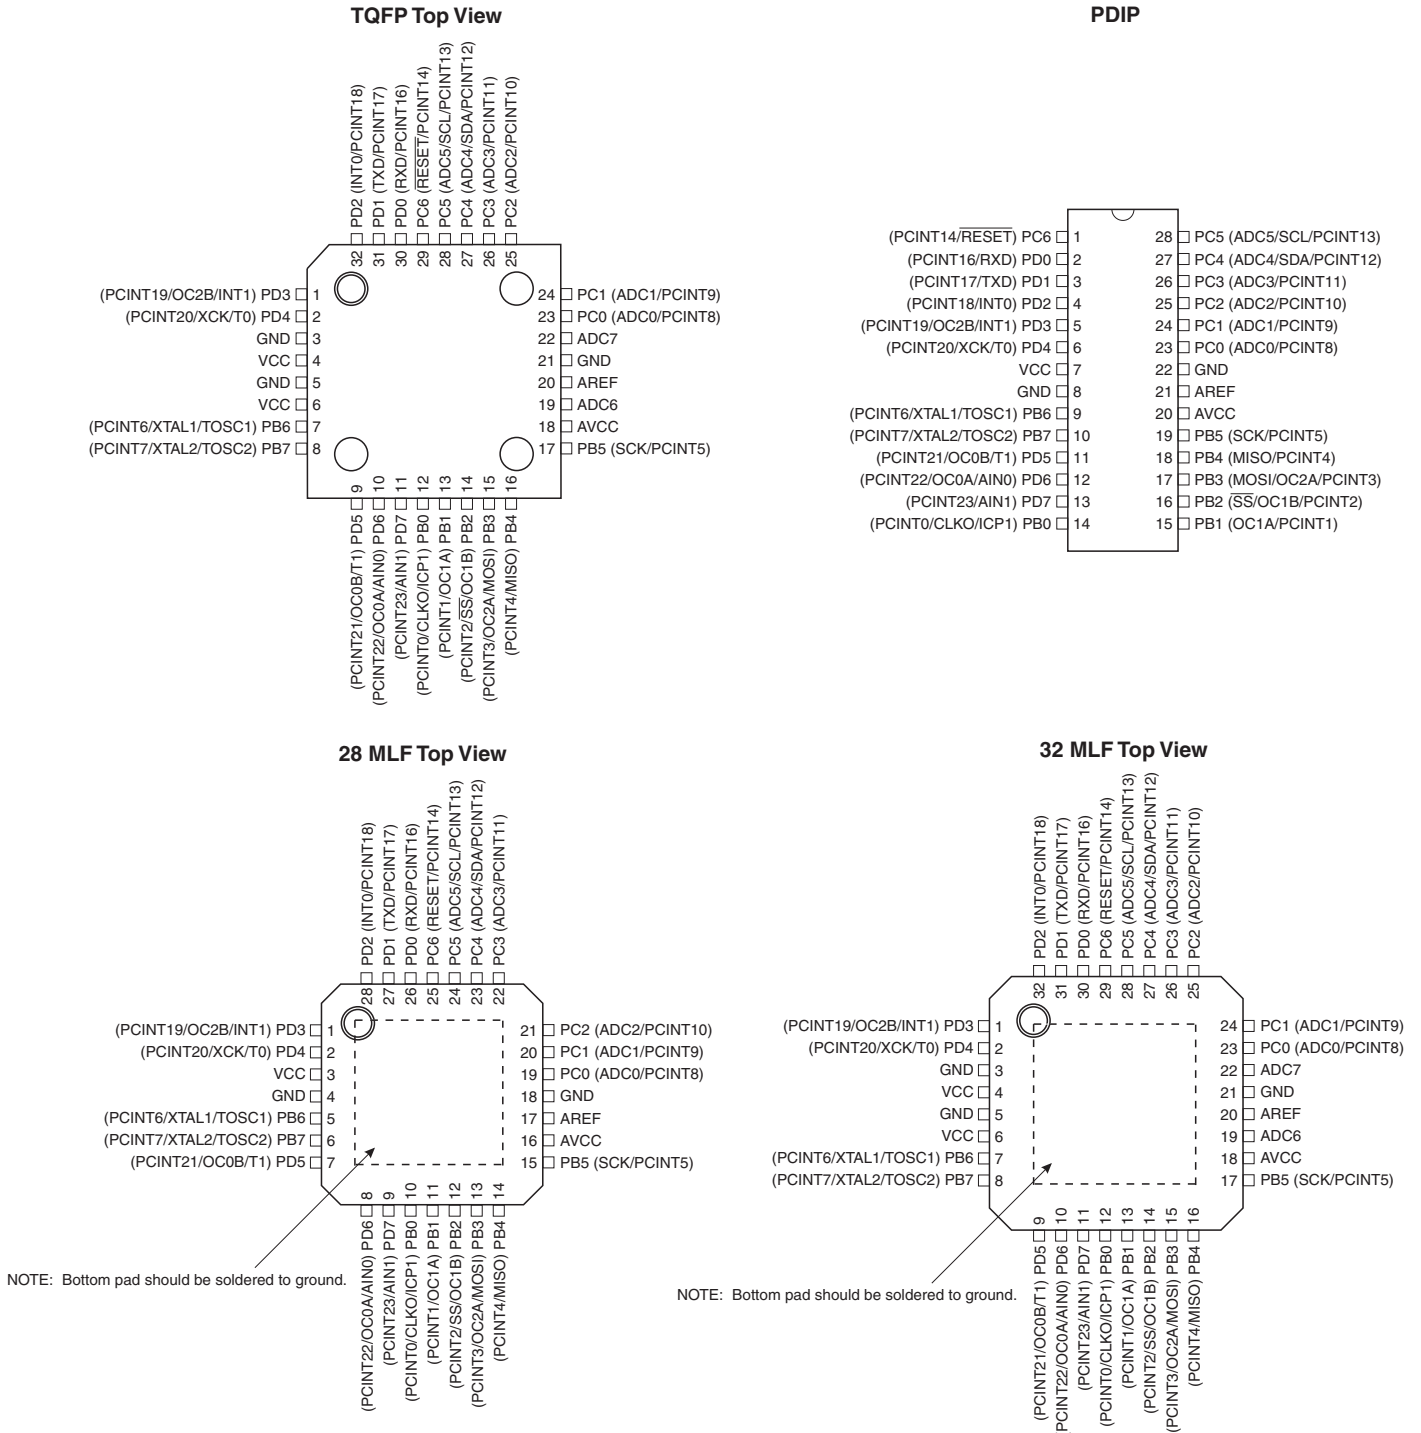 TQFP Top View
PD2 (INT0/PCINT18)
PD1 (TXD/PCINT17)
PD0 (RXD/PCINT16)
PC6 (RESET/PCINT14)
PC5 (ADC5/SCL/PCINT13)
PC4 (ADC4/SDA/PCINT12)
PC3 (ADC3/PCINT11)
PC2 (ADC2/PCINT10)
32 31 30 29 28 27 26 25
(PCINT19/OC2B/INT1) PD3 1
(PCINT20/XCK/T0) PD4 2
GND 3
VCC 4
GND 5
VCC 6
(PCINT6/XTAL1/TOSC1) PB6 7
(PCINT7/XTAL2/TOSC2) PB7 8
24 PC1 (ADC1/PCINT9)
23 PC0 (ADC0/PCINT8)
22 ADC7
21 GND
20 AREF
19 ADC6
18 AVCC
17 PB5 (SCK/PCINT5)
9 10 11 12 13 14 15 16
(PCINT21/OC0B/T1) PD5
(PCINT22/OC0A/AIN0) PD6
(PCINT23/AIN1) PD7
(PCINT0/CLKO/ICP1) PB0
(PCINT1/OC1A) PB1
(PCINT2/SS/OC1B) PB2
(PCINT3/OC2A/MOSI) PB3
(PCINT4/MISO) PB4
PDIP
(PCINT14/RESET) PC6 1
(PCINT16/RXD) PD0 2
(PCINT17/TXD) PD1 3
(PCINT18/INT0) PD2 4
(PCINT19/OC2B/INT1) PD3 5
(PCINT20/XCK/T0) PD4 6
VCC 7
GND 8
(PCINT6/XTAL1/TOSC1) PB6 9
(PCINT7/XTAL2/TOSC2) PB7 10
(PCINT21/OC0B/T1) PD5 11
(PCINT22/OC0A/AIN0) PD6 12
(PCINT23/AIN1) PD7 13
(PCINT0/CLKO/ICP1) PB0 14
28 PC5 (ADC5/SCL/PCINT13)
27 PC4 (ADC4/SDA/PCINT12)
26 PC3 (ADC3/PCINT11)
25 PC2 (ADC2/PCINT10)
24 PC1 (ADC1/PCINT9)
23 PC0 (ADC0/PCINT8)
22 GND
21 AREF
20 AVCC
19 PB5 (SCK/PCINT5)
18 PB4 (MISO/PCINT4)
17 PB3 (MOSI/OC2A/PCINT3)
16 PB2 (SS/OC1B/PCINT2)
15 PB1 (OC1A/PCINT1)
28 MLF Top View
PD2 (INT0/PCINT18)
PD1 (TXD/PCINT17)
PD0 (RXD/PCINT16)
PC6 (RESET/PCINT14)
PC5 (ADC5/SCL/PCINT13)
PC4 (ADC4/SDA/PCINT12)
PC3 (ADC3/PCINT11)
28 27 26 25 24 23 22
(PCINT19/OC2B/INT1) PD3 1
(PCINT20/XCK/T0) PD4 2
VCC 3
GND 4
(PCINT6/XTAL1/TOSC1) PB6 5
(PCINT7/XTAL2/TOSC2) PB7 6
(PCINT21/OC0B/T1) PD5 7
21 PC2 (ADC2/PCINT10)
20 PC1 (ADC1/PCINT9)
19 PC0 (ADC0/PCINT8)
18 GND
17 AREF
16 AVCC
15 PB5 (SCK/PCINT5)
8 9 10 11 12 13 14
(PCINT22/OC0A/AIN0) PD6
(PCINT23/AIN1) PD7
(PCINT0/CLKO/ICP1) PB0
(PCINT1/OC1A) PB1
(PCINT2/SS/OC1B) PB2
(PCINT3/OC2A/MOSI) PB3
(PCINT4/MISO) PB4
NOTE: Bottom pad should be soldered to ground.
32 MLF Top View
PD2 (INT0/PCINT18)
PD1 (TXD/PCINT17)
PD0 (RXD/PCINT16)
PC6 (RESET/PCINT14)
PC5 (ADC5/SCL/PCINT13)
PC4 (ADC4/SDA/PCINT12)
PC3 (ADC3/PCINT11)
PC2 (ADC2/PCINT10)
32 31 30 29 28 27 26 25
(PCINT19/OC2B/INT1) PD3 1
(PCINT20/XCK/T0) PD4 2
GND 3
VCC 4
GND 5
VCC 6
(PCINT6/XTAL1/TOSC1) PB6 7
(PCINT7/XTAL2/TOSC2) PB7 8
24 PC1 (ADC1/PCINT9)
23 PC0 (ADC0/PCINT8)
22 ADC7
21 GND
20 AREF
19 ADC6
18 AVCC
17 PB5 (SCK/PCINT5)
9 10 11 12 13 14 15 16
(PCINT21/OC0B/T1) PD5
PCINT22/OC0A/AIN0) PD6
(PCINT23/AIN1) PD7
(PCINT0/CLKO/ICP1) PB0
(PCINT1/OC1A) PB1
(PCINT2/SS/OC1B) PB2
PCINT3/OC2A/MOSI) PB3
(PCINT4/MISO) PB4
NOTE: Bottom pad should be soldered to ground.